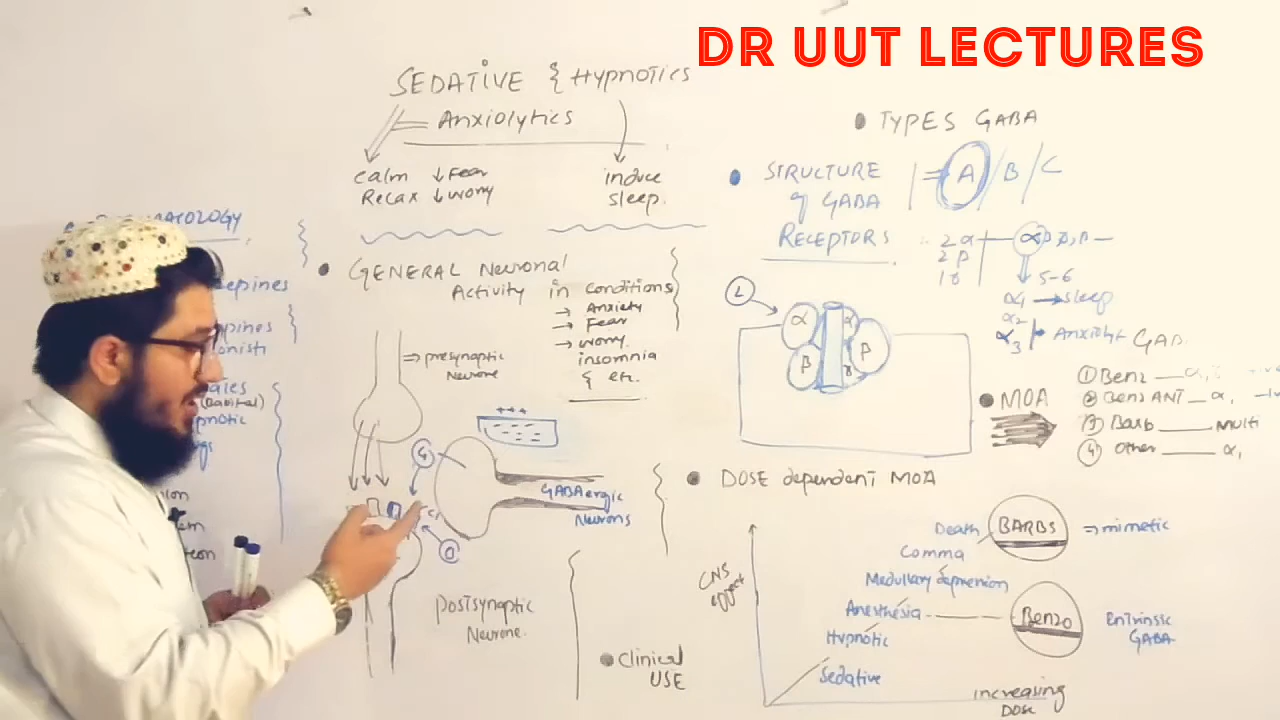 DR UUT LECTURES
SEDATIVE & Hypnotics
Anxiolytics
calm ↓ Fear
Relax ↓ worry
induce
sleep.
GENERAL Neuronal
Activity in conditions
→ Anxiety
→ Fear
→ worry.
insomnia
& etc.
⇒ presynaptic
Neurone
+++
GABAergic
Neurons
Postsynaptic
Neurone.
Clinical
USE
TYPES GABA
STRUCTURE
of GABA
RECEPTORS
⇒ A / B / C
2 α
2 β
1 γ
5-6
α1 → sleep
α2
α3
L
α α
β β
γ
MOA
① Benz
② Benz ANT — α1
③ Barb — MULTI
④ Other — α1
DOSE dependent MOA
CNS
effect
Death
Comma
Medullary depression
Anesthesia
Hypnotic
Sedative
BARBS ⇒ mimetic
Benzo
Entrinssic
GABA
increasing
Dose